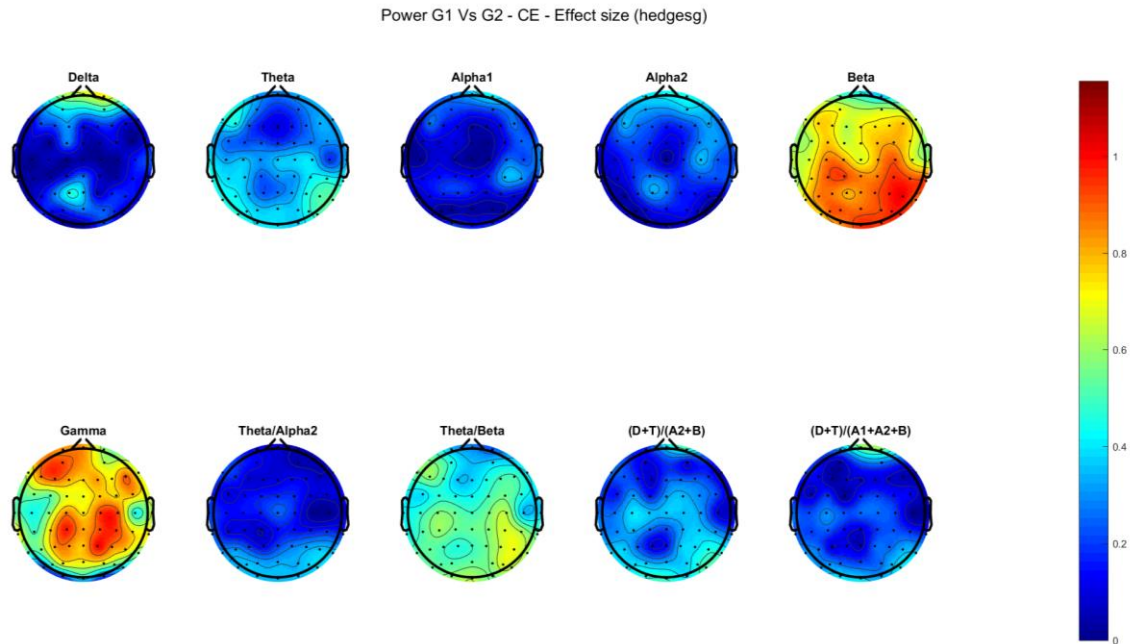 Power G1 Vs G2 - CE - Effect size (hedgesg)
Delta
Theta
Alpha1
Alpha2
Beta
Gamma
Theta/Alpha2
Theta/Beta
(D+T)/(A2+B)
(D+T)/(A1+A2+B)
1
0.8
0.6
0.4
0.2
0